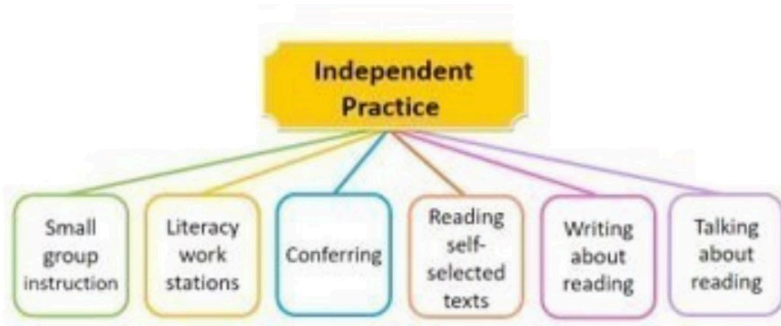 Independent
Practice
Small
group
instruction
Literacy
work
stations
Conferring
Reading
self-
selected
texts
Writing
about
reading
Talking
about
reading